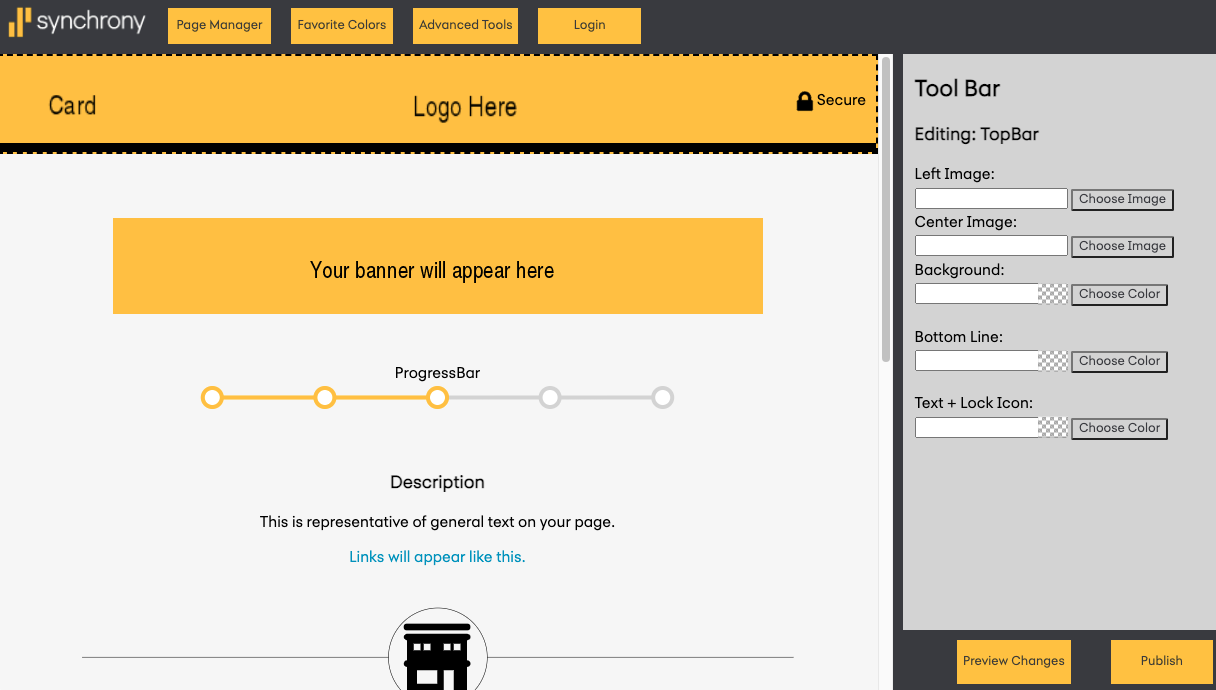 synchrony
Page Manager
Favorite Colors
Advanced Tools
Login
Card
Logo Here
Secure
Your banner will appear here
ProgressBar
Description
This is representative of general text on your page.
Links will appear like this.
Tool Bar
Editing: TopBar
Left Image:
Choose Image
Center Image:
Choose Image
Background:
Choose Color
Bottom Line:
Choose Color
Text + Lock Icon:
Choose Color
Preview Changes
Publish